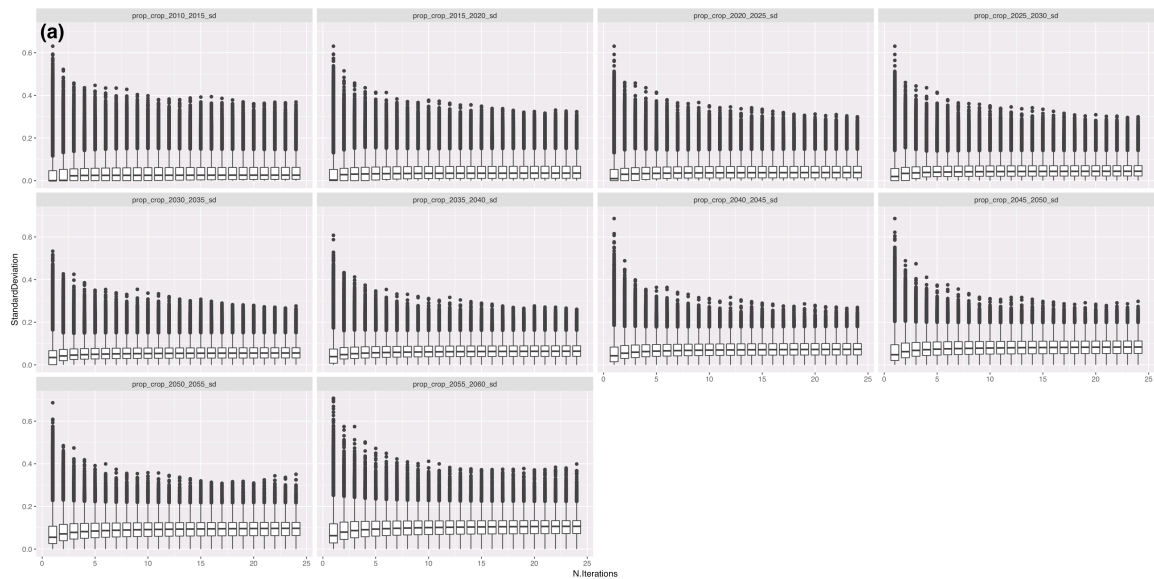 prop_crop_2010_2015_sd prop_crop_2015_2020_sd prop_crop_2020_2025_sd prop_crop_2025_2030_sd
(a)
0.6
0.4
0.2
0.0
prop_crop_2030_2035_sd prop_crop_2035_2040_sd prop_crop_2040_2045_sd prop_crop_2045_2050_sd
0.6
0.4
0.2
0.0
StandardDeviation
0 5 10 15 20 25 0 5 10 15 20 25
prop_crop_2050_2055_sd prop_crop_2055_2060_sd
0.6
0.4
0.2
0.0
0 5 10 15 20 25 0 5 10 15 20 25
N.Iterations